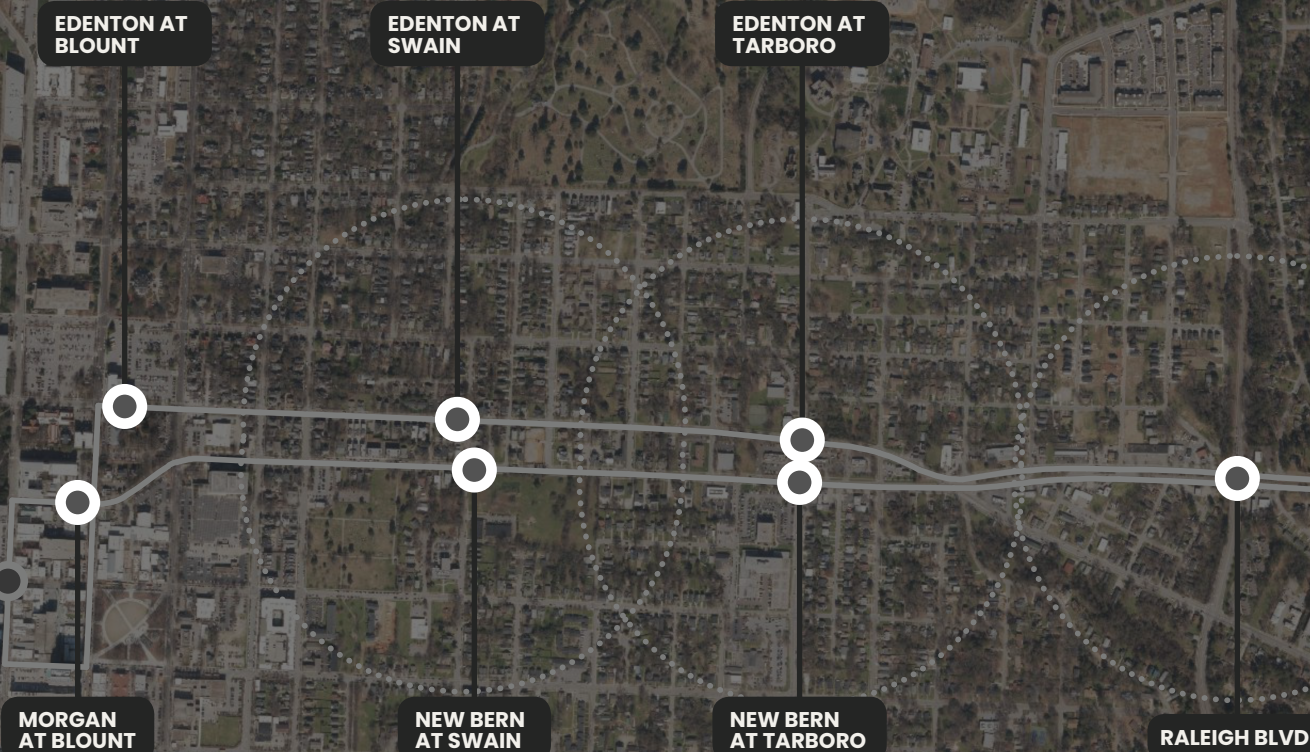 EDENTON AT
BLOUNT
EDENTON AT
SWAIN
EDENTON AT
TARBORO
MORGAN
AT BLOUNT
NEW BERN
AT SWAIN
NEW BERN
AT TARBORO
RALEIGH BLVD